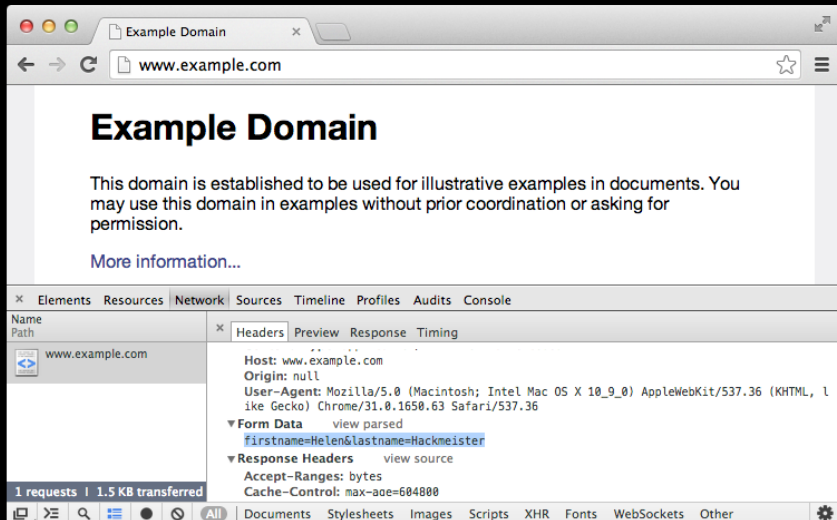 Example Domain
www.example.com
Example Domain
This domain is established to be used for illustrative examples in documents. You
may use this domain in examples without prior coordination or asking for
permission.
More information...
× Elements Resources Network Sources Timeline Profiles Audits Console
Name
Path
× Headers Preview Response Timing
www.example.com
Host: www.example.com
Origin: null
User-Agent: Mozilla/5.0 (Macintosh; Intel Mac OS X 10_9_0) AppleWebKit/537.36 (KHTML, l
ike Gecko) Chrome/31.0.1650.63 Safari/537.36
▼Form Data view parsed
firstname=Helen&lastname=Hackmeister
▼Response Headers view source
Accept-Ranges: bytes
Cache-Control: max-age=604800
1 requests | 1.5 KB transferred
All Documents Stylesheets Images Scripts XHR Fonts WebSockets Other